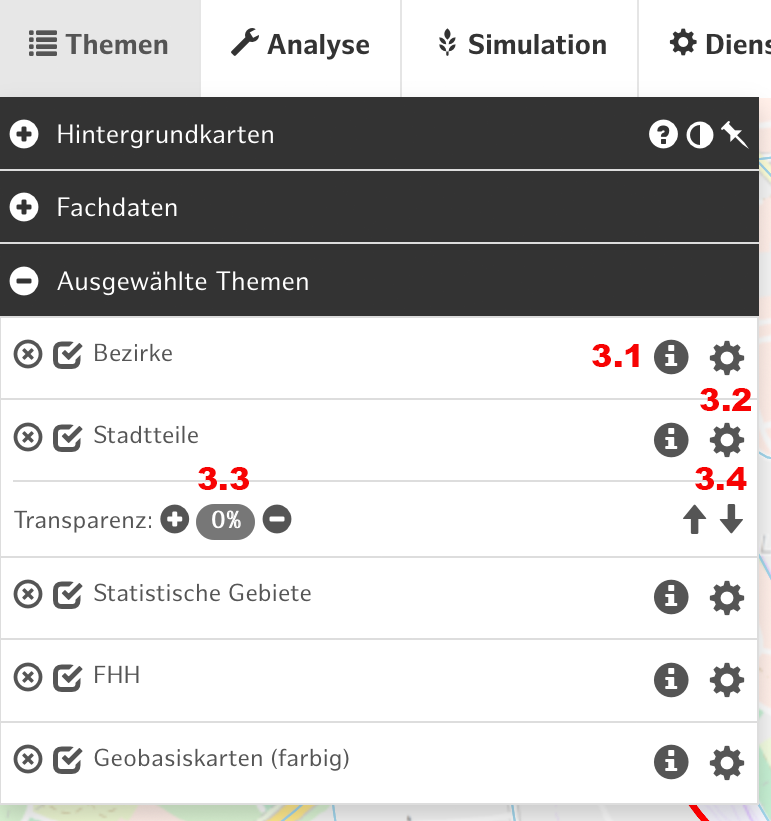 Themen Analyse Simulation Diens
Hintergrundkarten
Fachdaten
Ausgewählte Themen
Bezirke 3.1
3.2
Stadtteile
3.3 3.4
Transparenz: 0%
Statistische Gebiete
FHH
Geobasiskarten (farbig)